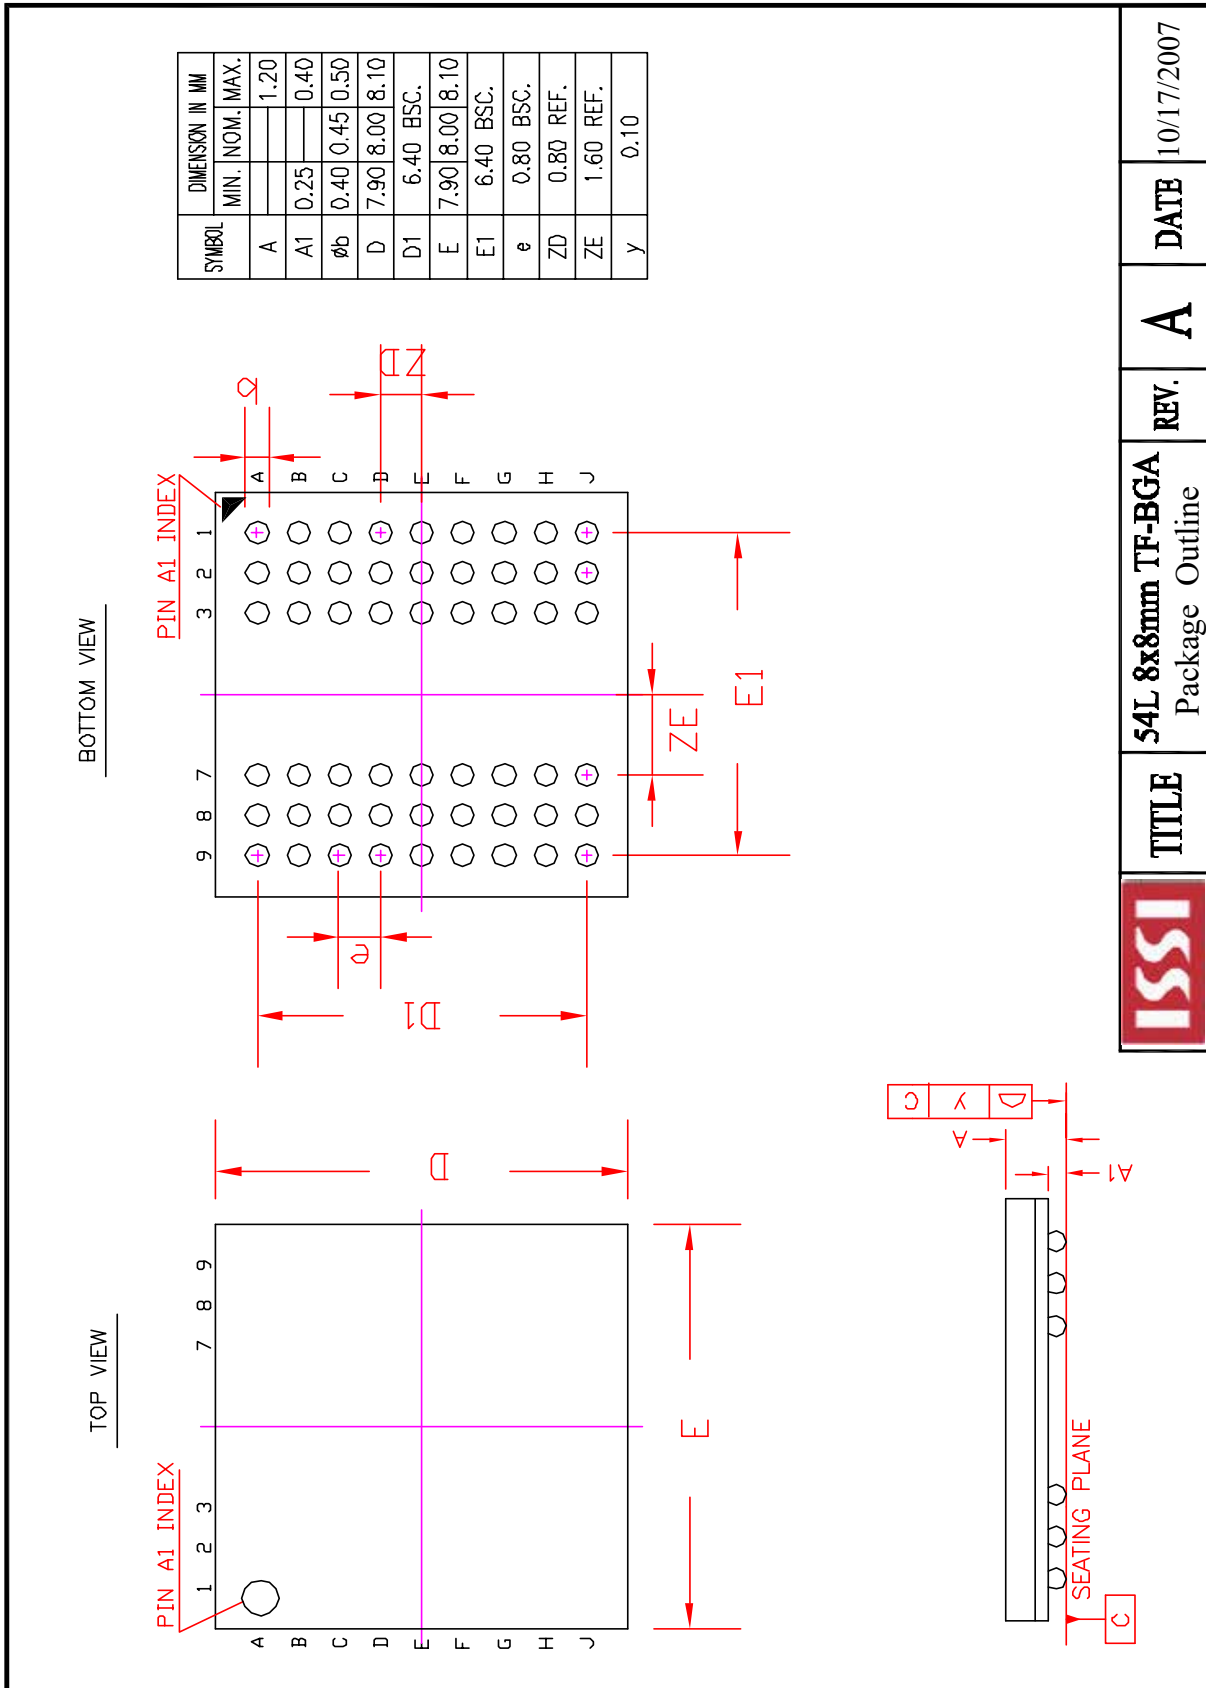 TOP VIEW
PIN A1 INDEX
1 2 3 7 8 9
A
B
C
D
E
F
G
H
J
D
E
BOTTOM VIEW
PIN A1 INDEX
9 8 7 3 2 1
A
B
C
D
E
F
G
H
J
b
ZD
e
D1
ZE
E1
SYMBOL DIMENSION IN MM
MIN. NOM. MAX.
A 1.20
A1 0.25 0.40
øb 0.40 0.45 0.50
D 7.90 8.00 8.10
D1 6.40 BSC.
E 7.90 8.00 8.10
E1 6.40 BSC.
e 0.80 BSC.
ZD 0.80 REF.
ZE 1.60 REF.
y 0.10
C y
A
A1
SEATING PLANE
C
ISSI
TITLE
54L 8x8mm TF-BGA
Package Outline
REV.
A
DATE
10/17/2007